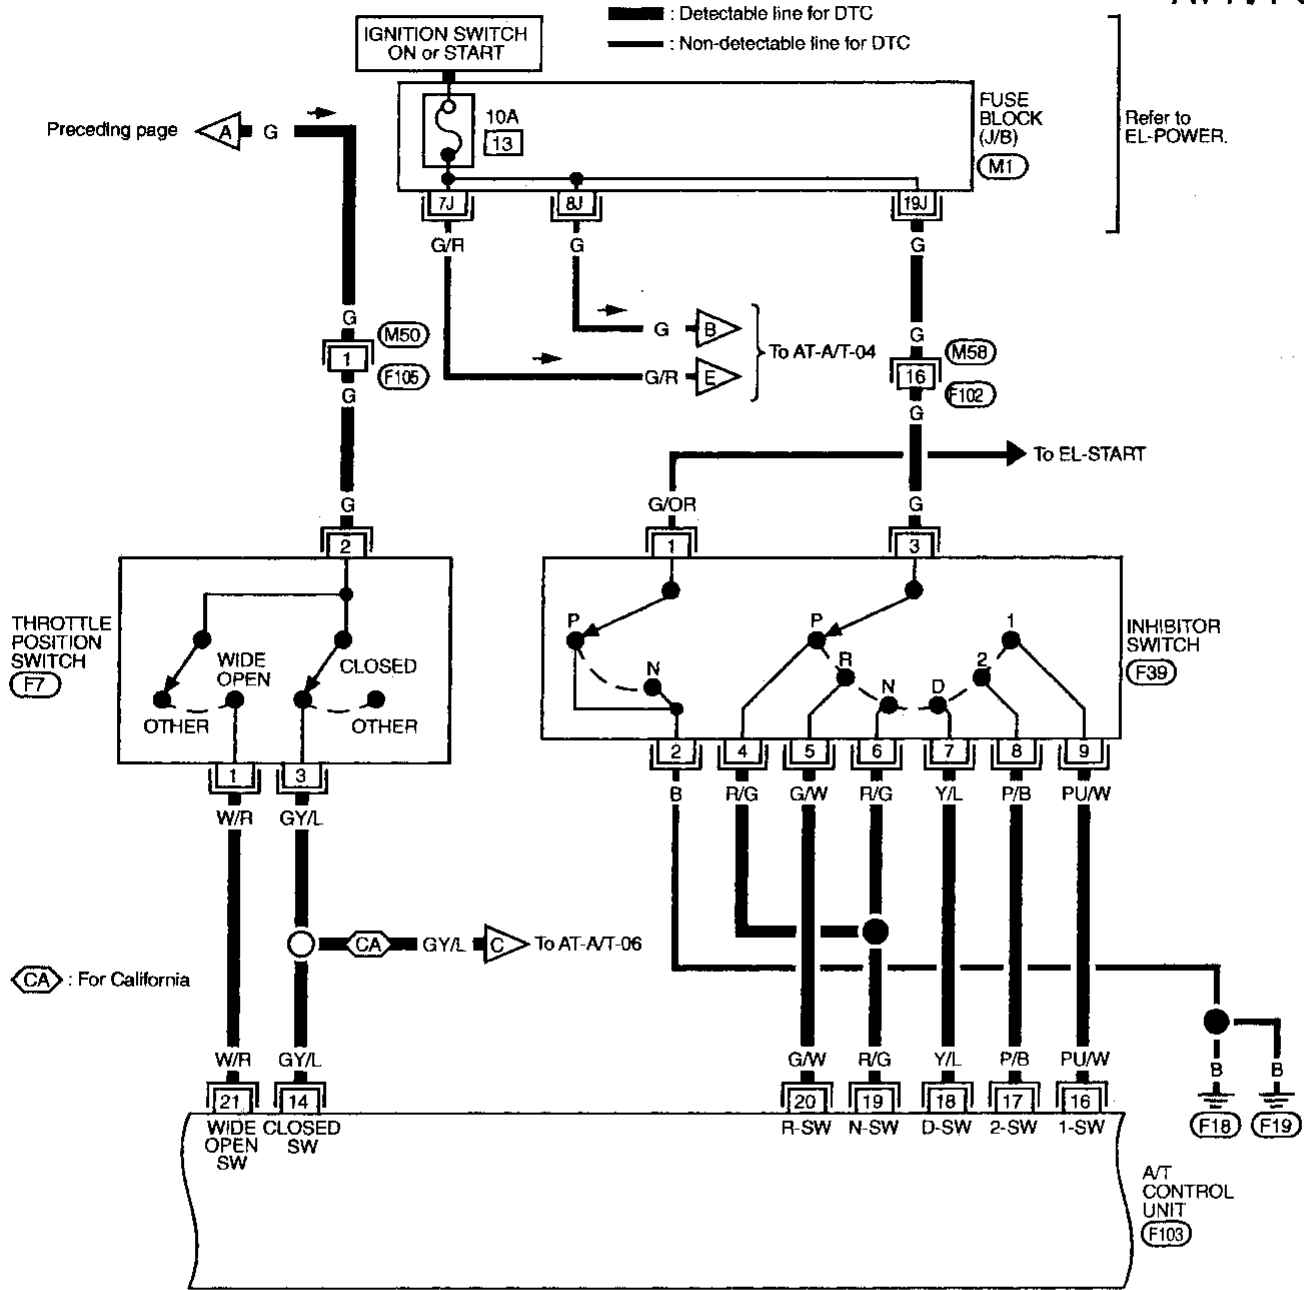 : Detectable line for DTC
: Non-detectable line for DTC
IGNITION SWITCH
ON or START
10A
13
FUSE
BLOCK
(J/B)
M1
Refer to
EL-POWER.
Preceding page
A
G
7J
8J
19J
G/R
G
G
G
M50
1
F105
G
G
B
G/R
E
To AT-A/T-04
G
M58
16
F102
G
To EL-START
G
G/OR
G
2
1
3
THROTTLE
POSITION
SWITCH
F7
WIDE
OPEN
CLOSED
OTHER
OTHER
P
N
P
R
N
D
2
1
INHIBITOR
SWITCH
F39
1
3
2
4
5
6
7
8
9
W/R
GY/L
B
R/G
G/W
R/G
Y/L
P/B
PU/W
CA
GY/L
C
To AT-A/T-06
CA
: For California
W/R
GY/L
G/W
R/G
Y/L
P/B
PU/W
B
B
21
14
20
19
18
17
16
WIDE
OPEN
SW
CLOSED
SW
R-SW
N-SW
D-SW
2-SW
1-SW
F18
F19
A/T
CONTROL
UNIT
F103